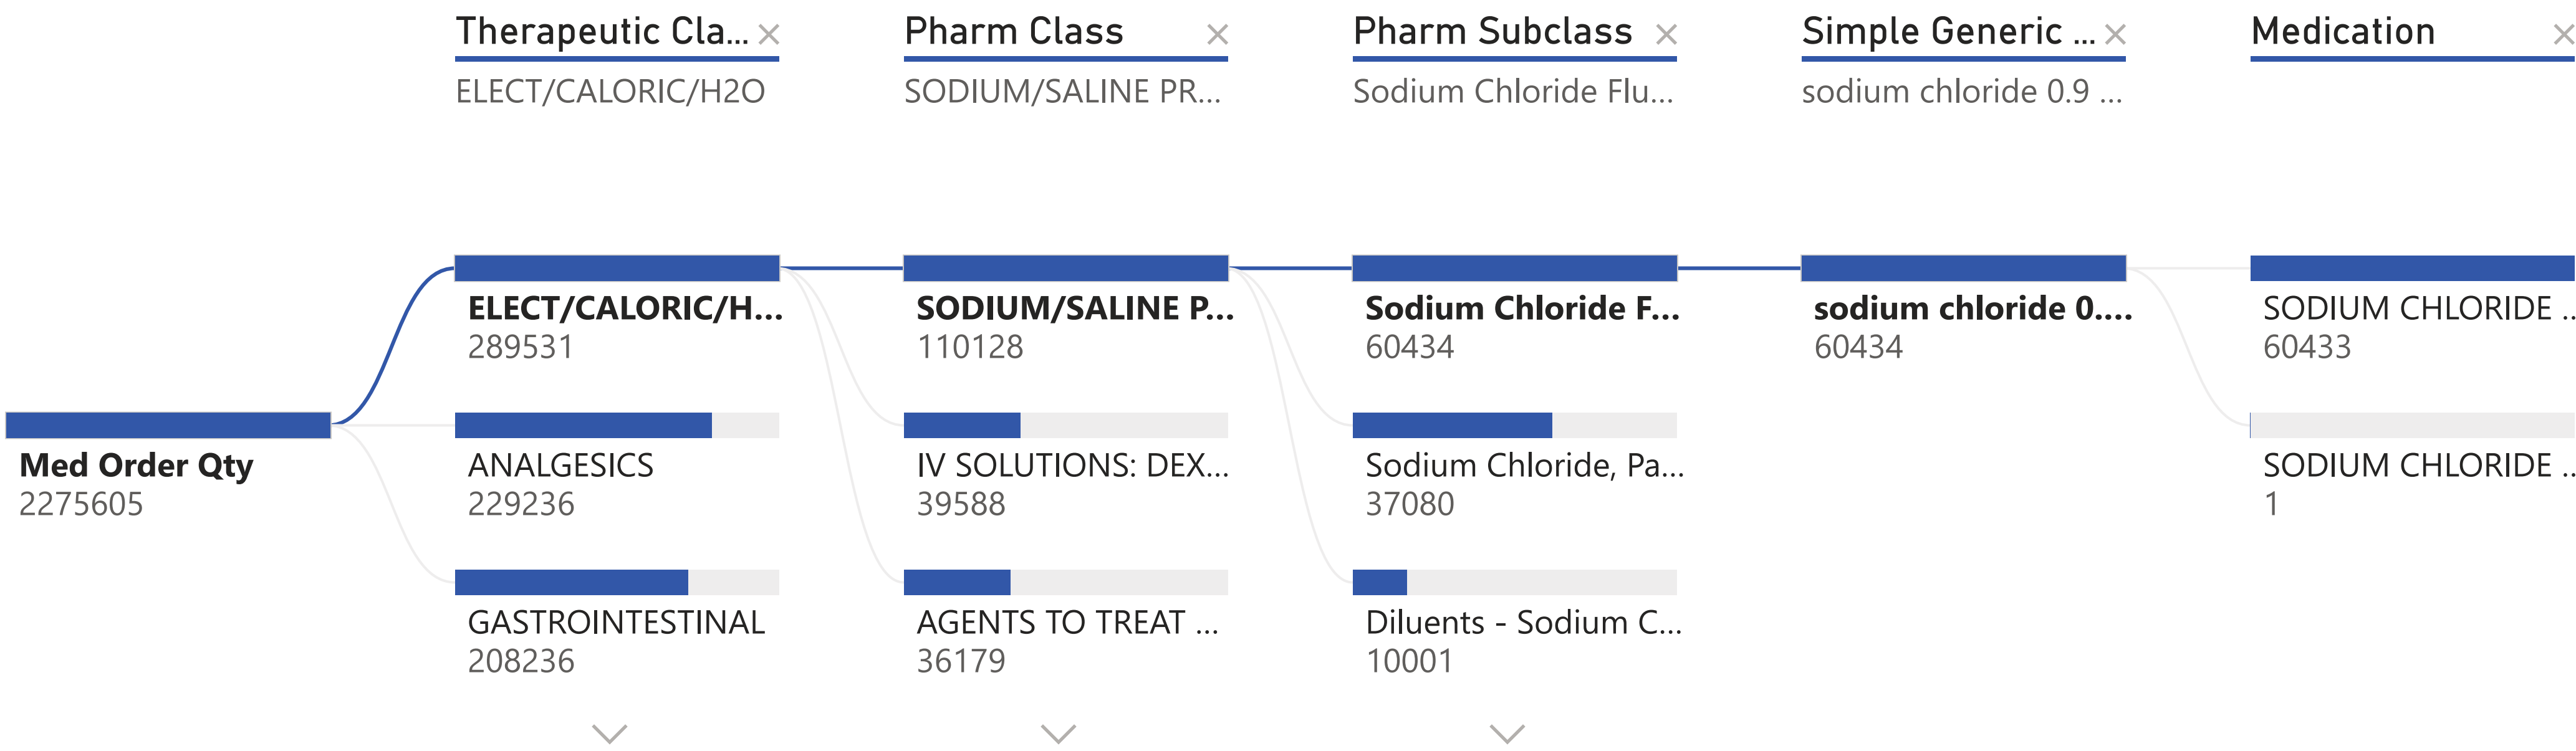 Therapeutic Cla...
Pharm Class
Pharm Subclass
Simple Generic ...
Medication
ELECT/CALORIC/H2O
SODIUM/SALINE PR...
Sodium Chloride Flu...
sodium chloride 0.9 ...
ELECT/CALORIC/H...
289531
SODIUM/SALINE P...
110128
Sodium Chloride F...
60434
sodium chloride 0....
60434
SODIUM CHLORIDE ..
60433
Med Order Qty
2275605
ANALGESICS
229236
IV SOLUTIONS: DEX...
39588
Sodium Chloride, Pa...
37080
SODIUM CHLORIDE ..
1
GASTROINTESTINAL
208236
AGENTS TO TREAT ...
36179
Diluents - Sodium C...
10001